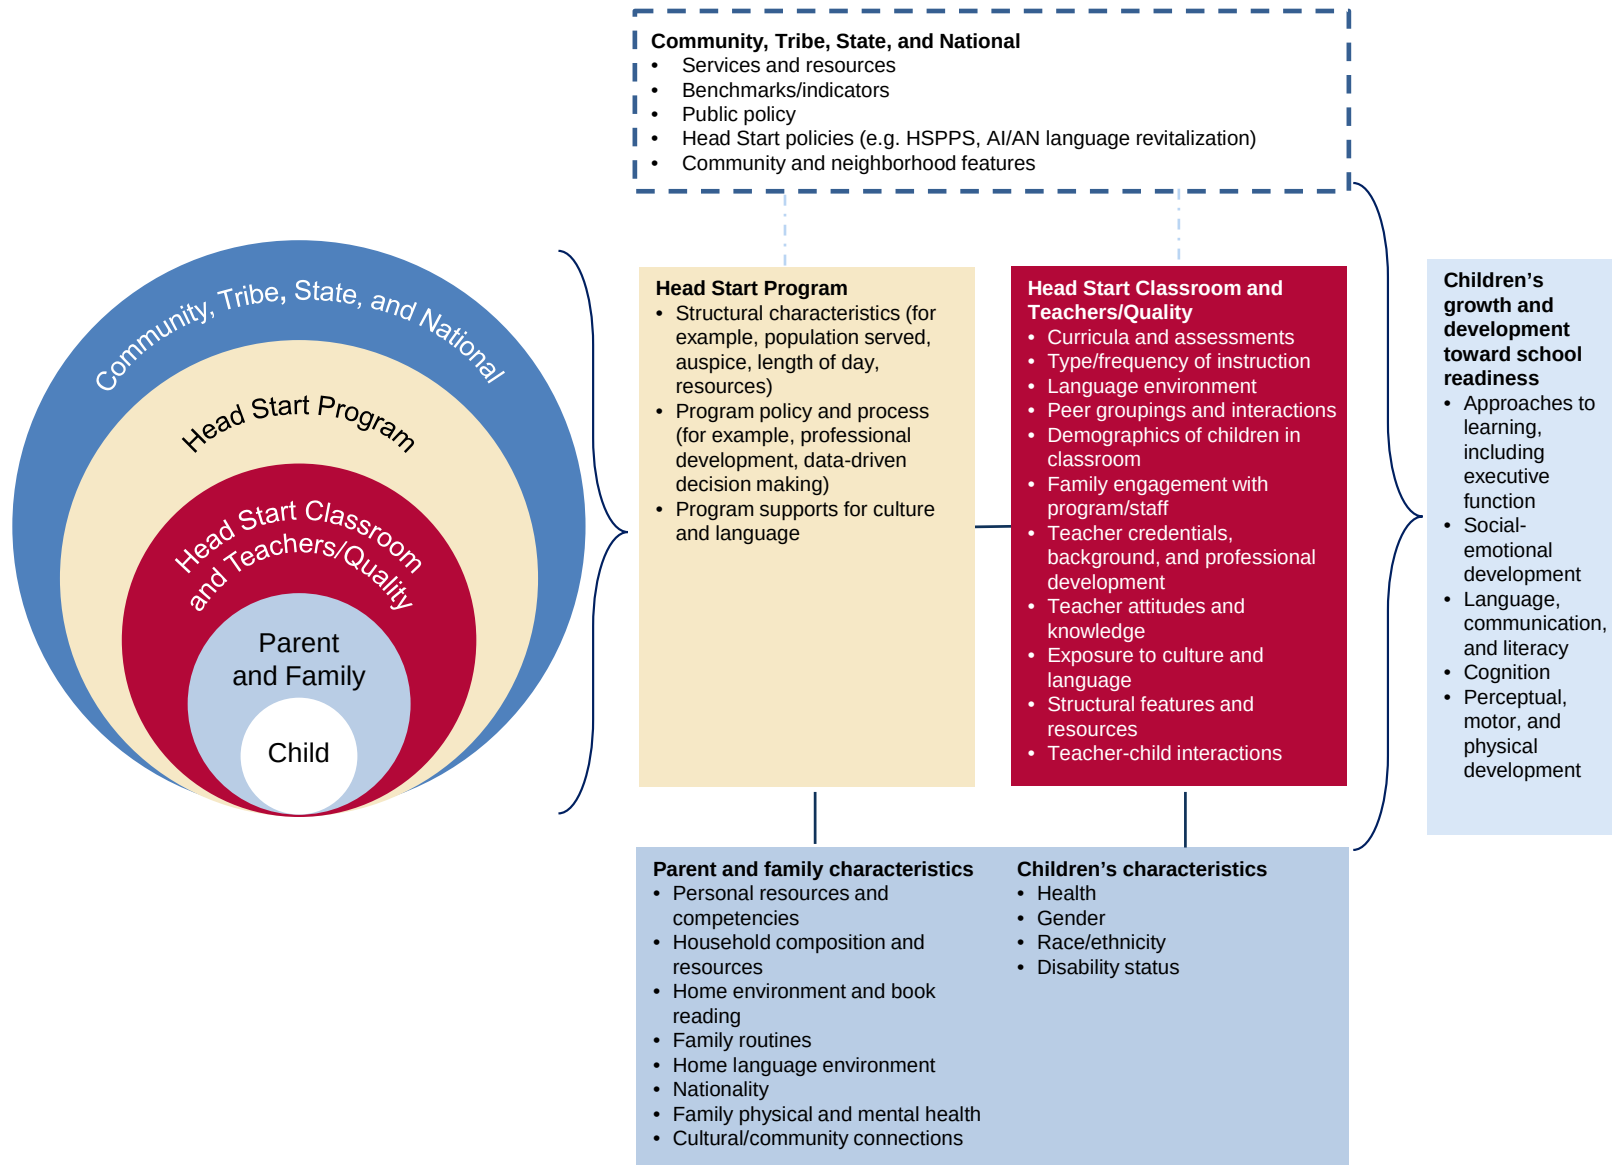 Community, Tribe, State, and National
• Services and resources
• Benchmarks/indicators
• Public policy
• Head Start policies (e.g. HSPPS, AI/AN language revitalization)
• Community and neighborhood features
Community, Tribe, State, and National
Head Start Program
Head Start Classroom
and Teachers/Quality
Parent
and Family
Child
Head Start Program
• Structural characteristics (for
example, population served,
auspice, length of day,
resources)
• Program policy and process
(for example, professional
development, data-driven
decision making)
• Program supports for culture
and language
Head Start Classroom and
Teachers/Quality
• Curricula and assessments
• Type/frequency of instruction
• Language environment
• Peer groupings and interactions
• Demographics of children in
classroom
• Family engagement with
program/staff
• Teacher credentials,
background, and professional
development
• Teacher attitudes and
knowledge
• Exposure to culture and
language
• Structural features and
resources
• Teacher-child interactions
Parent and family characteristics
• Personal resources and
competencies
• Household composition and
resources
• Home environment and book
reading
• Family routines
• Home language environment
• Nationality
• Family physical and mental health
• Cultural/community connections
Children’s characteristics
• Health
• Gender
• Race/ethnicity
• Disability status
Children’s
growth and
development
toward school
readiness
• Approaches to
learning,
including
executive
function
• Social-
emotional
development
• Language,
communication,
and literacy
• Cognition
• Perceptual,
motor, and
physical
development